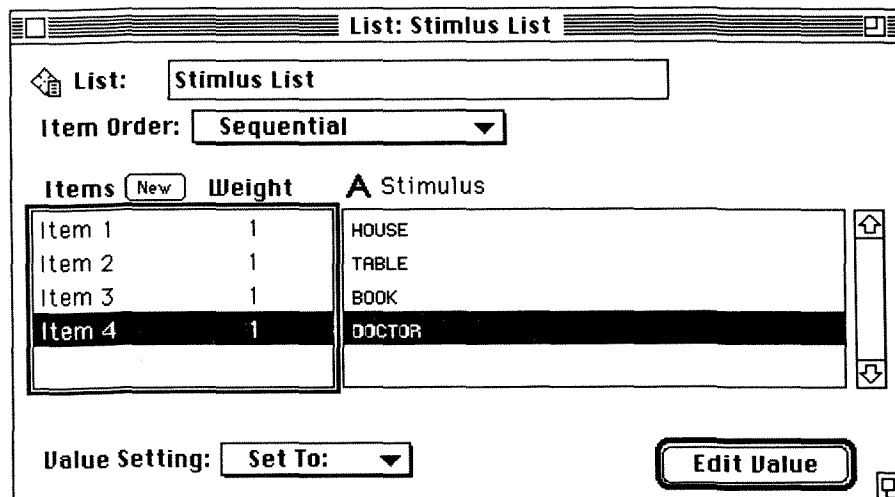 List: Stimlus List
List: Stimlus List
Item Order: Sequential
Items New Weight A Stimulus
Item 1 1 HOUSE
Item 2 1 TABLE
Item 3 1 BOOK
Item 4 1 DOCTOR
Value Setting: Set To: Edit Value